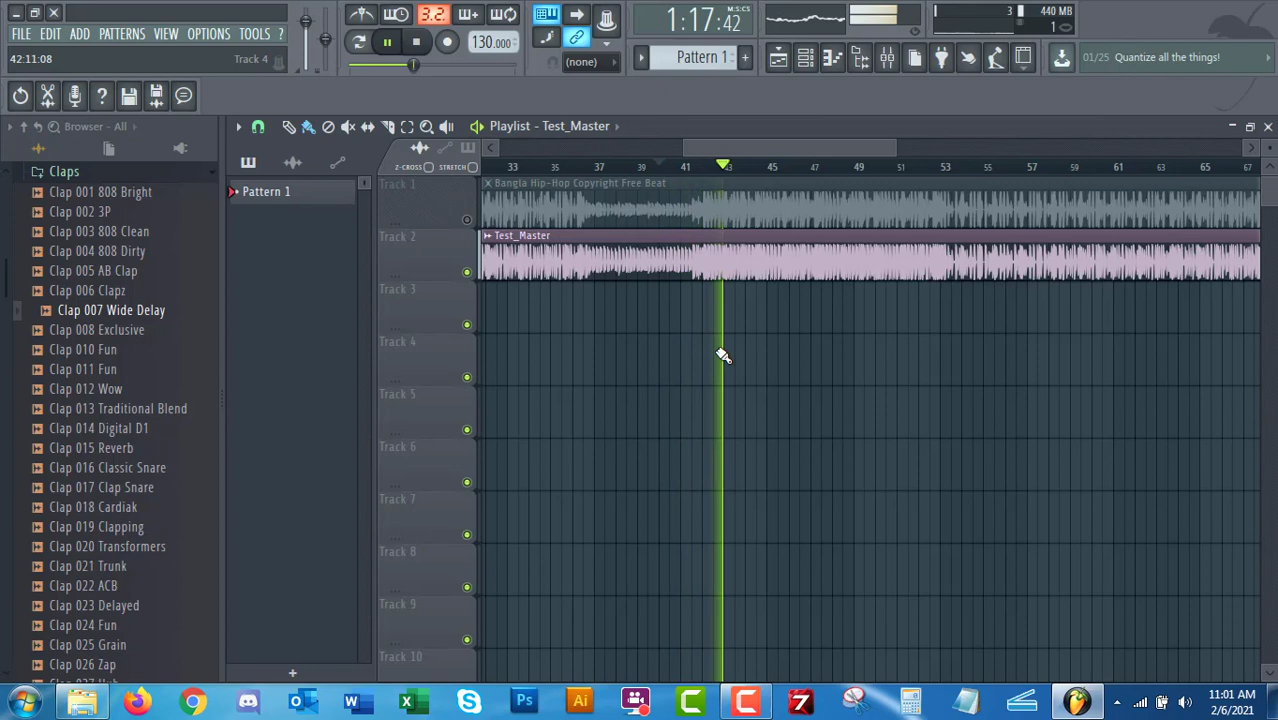 FILE EDIT ADD PATTERNS VIEW OPTIONS TOOLS ?
42:11:08 Track 4
3.2.
130.000
(none)
1:17:42
M:S:CS
Pattern 1
3 440 MB
1
01/25 Quantize all the things!
Browser - All
Claps
Clap 001 808 Bright
Clap 002 3P
Clap 003 808 Clean
Clap 004 808 Dirty
Clap 005 AB Clap
Clap 006 Clapz
Clap 007 Wide Delay
Clap 008 Exclusive
Clap 010 Fun
Clap 011 Fun
Clap 012 Wow
Clap 013 Traditional Blend
Clap 014 Digital D1
Clap 015 Reverb
Clap 016 Classic Snare
Clap 017 Clap Snare
Clap 018 Cardiak
Clap 019 Clapping
Clap 020 Transformers
Clap 021 Trunk
Clap 022 ACB
Clap 023 Delayed
Clap 024 Fun
Clap 025 Grain
Clap 026 Zap
Pattern 1
Playlist - Test_Master
Z-CROSS STRETCH
33 35 37 39 41 43 45 47 49 51 53 55 57 59 61 63 65 67
Track 1
Bangla Hip-Hop Copyright Free Beat
Track 2
Test_Master
Track 3
Track 4
Track 5
Track 6
Track 7
Track 8
Track 9
Track 10
11:01 AM
2/6/2021